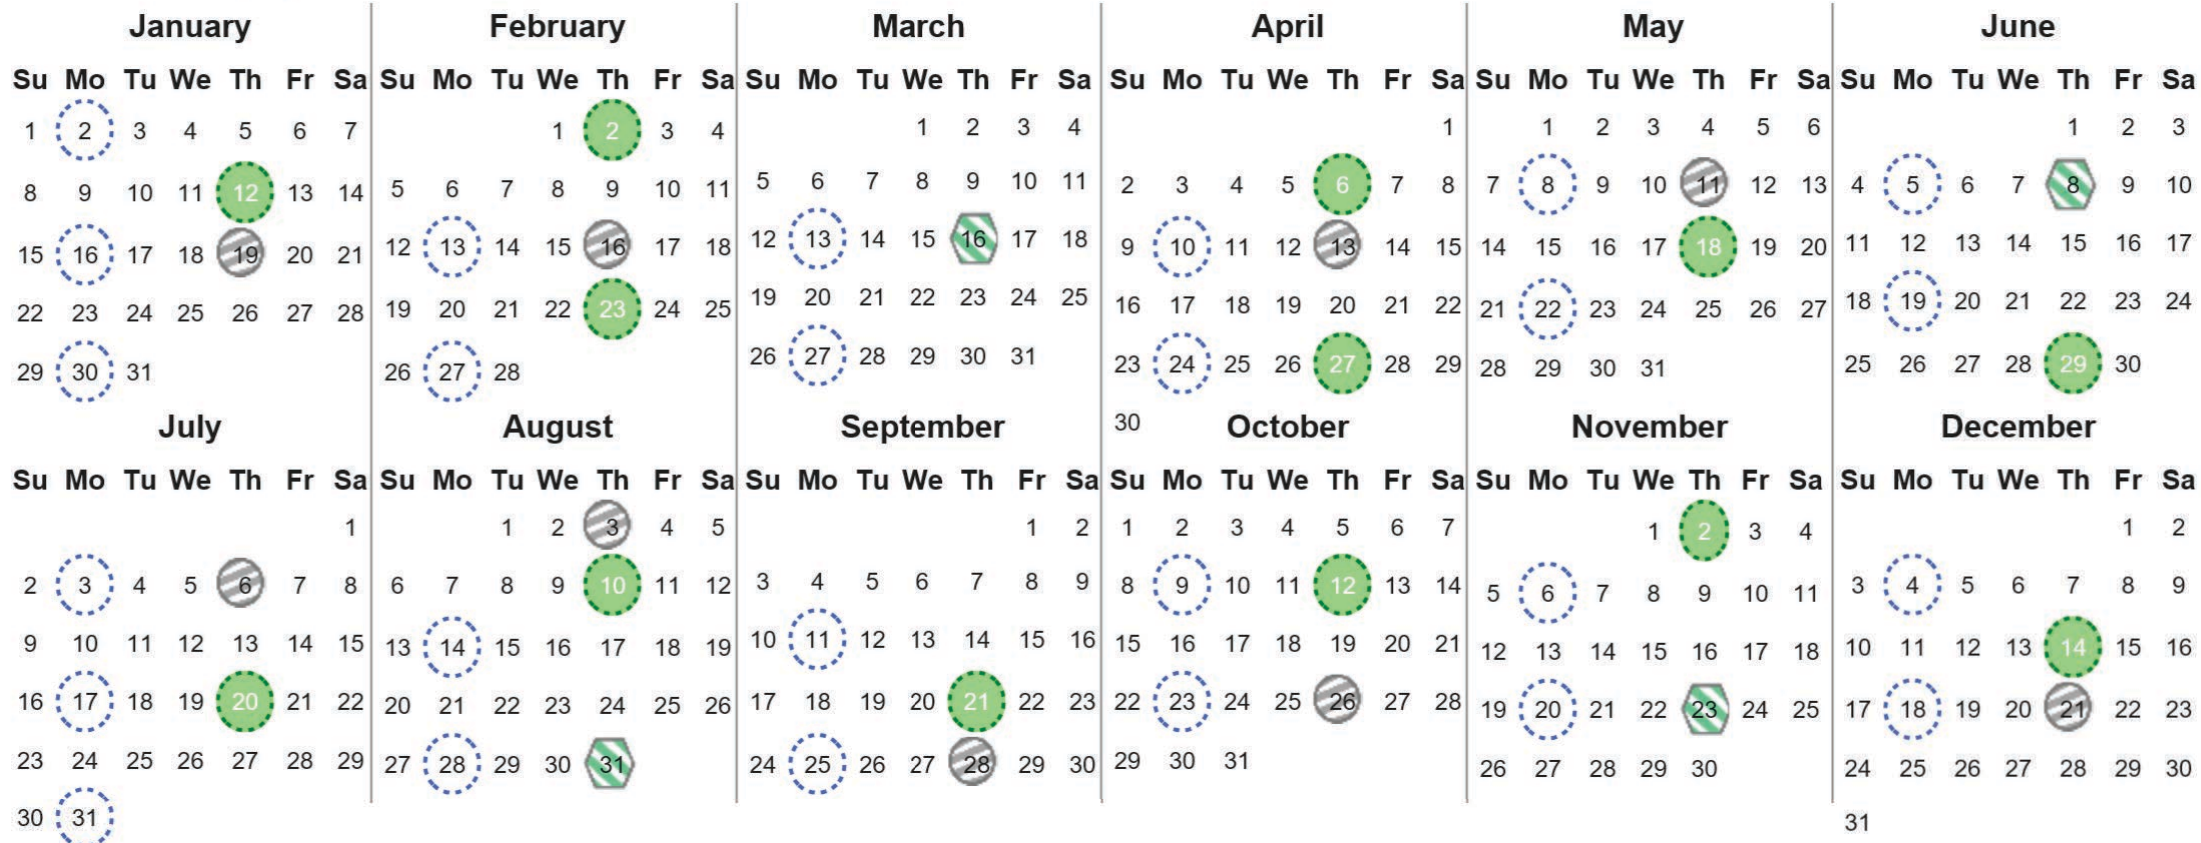 January
Su Mo Tu We Th Fr Sa
1 2 3 4 5 6 7
8 9 10 11 12 13 14
15 16 17 18 19 20 21
22 23 24 25 26 27 28
29 30 31
February
Su Mo Tu We Th Fr Sa
1 2 3 4
5 6 7 8 9 10 11
12 13 14 15 16 17 18
19 20 21 22 23 24 25
26 27 28
March
Su Mo Tu We Th Fr Sa
1 2 3 4
5 6 7 8 9 10 11
12 13 14 15 16 17 18
19 20 21 22 23 24 25
26 27 28 29 30 31
April
Su Mo Tu We Th Fr Sa
1
2 3 4 5 6 7 8
9 10 11 12 13 14 15
16 17 18 19 20 21 22
23 24 25 26 27 28 29
30
May
Su Mo Tu We Th Fr Sa
1 2 3 4 5 6
7 8 9 10 11 12 13
14 15 16 17 18 19 20
21 22 23 24 25 26 27
28 29 30 31
June
Su Mo Tu We Th Fr Sa
1 2 3
4 5 6 7 8 9 10
11 12 13 14 15 16 17
18 19 20 21 22 23 24
25 26 27 28 29 30
July
Su Mo Tu We Th Fr Sa
1
2 3 4 5 6 7 8
9 10 11 12 13 14 15
16 17 18 19 20 21 22
23 24 25 26 27 28 29
30 31
August
Su Mo Tu We Th Fr Sa
1 2 3 4 5
6 7 8 9 10 11 12
13 14 15 16 17 18 19
20 21 22 23 24 25 26
27 28 29 30 31
September
Su Mo Tu We Th Fr Sa
1 2
3 4 5 6 7 8 9
10 11 12 13 14 15 16
17 18 19 20 21 22 23
24 25 26 27 28 29 30
October
Su Mo Tu We Th Fr Sa
1 2 3 4 5 6 7
8 9 10 11 12 13 14
15 16 17 18 19 20 21
22 23 24 25 26 27 28
29 30 31
November
Su Mo Tu We Th Fr Sa
1 2 3 4
5 6 7 8 9 10 11
12 13 14 15 16 17 18
19 20 21 22 23 24 25
26 27 28 29 30
December
Su Mo Tu We Th Fr Sa
1 2
3 4 5 6 7 8 9
10 11 12 13 14 15 16
17 18 19 20 21 22 23
24 25 26 27 28 29 30
31